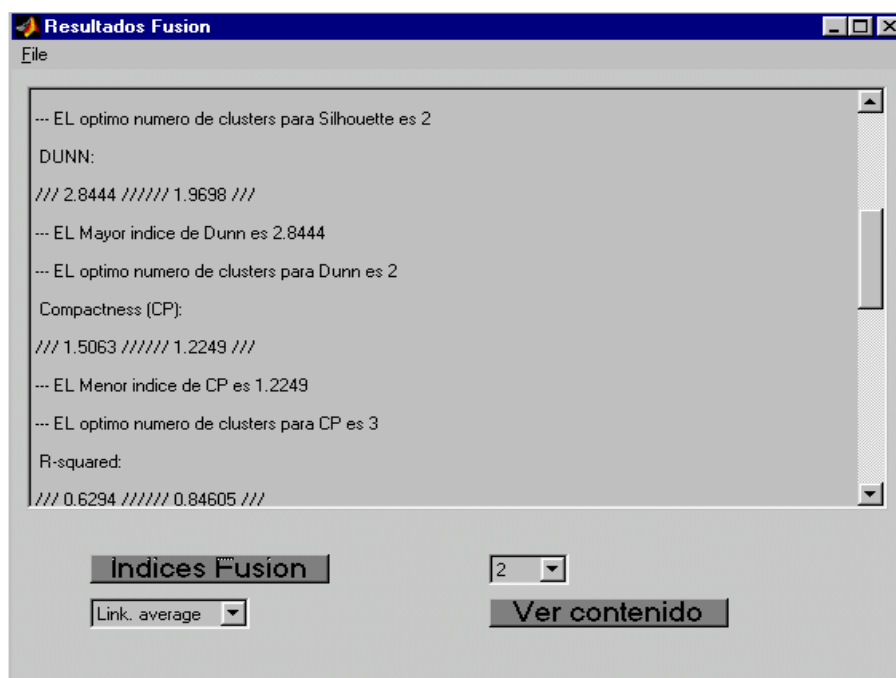 Resultados Fusion
File
--- EL optimo numero de clusters para Silhouette es 2
DUNN:
/// 2.8444 ////// 1.9698 ///
--- EL Mayor indice de Dunn es 2.8444
--- EL optimo numero de clusters para Dunn es 2
Compactness (CP):
/// 1.5063 ////// 1.2249 ///
--- EL Menor indice de CP es 1.2249
--- EL optimo numero de clusters para CP es 3
R-squared:
/// 0.6294 ////// 0.84605 ///
Indices Fusion
2
Link. average
Ver contenido